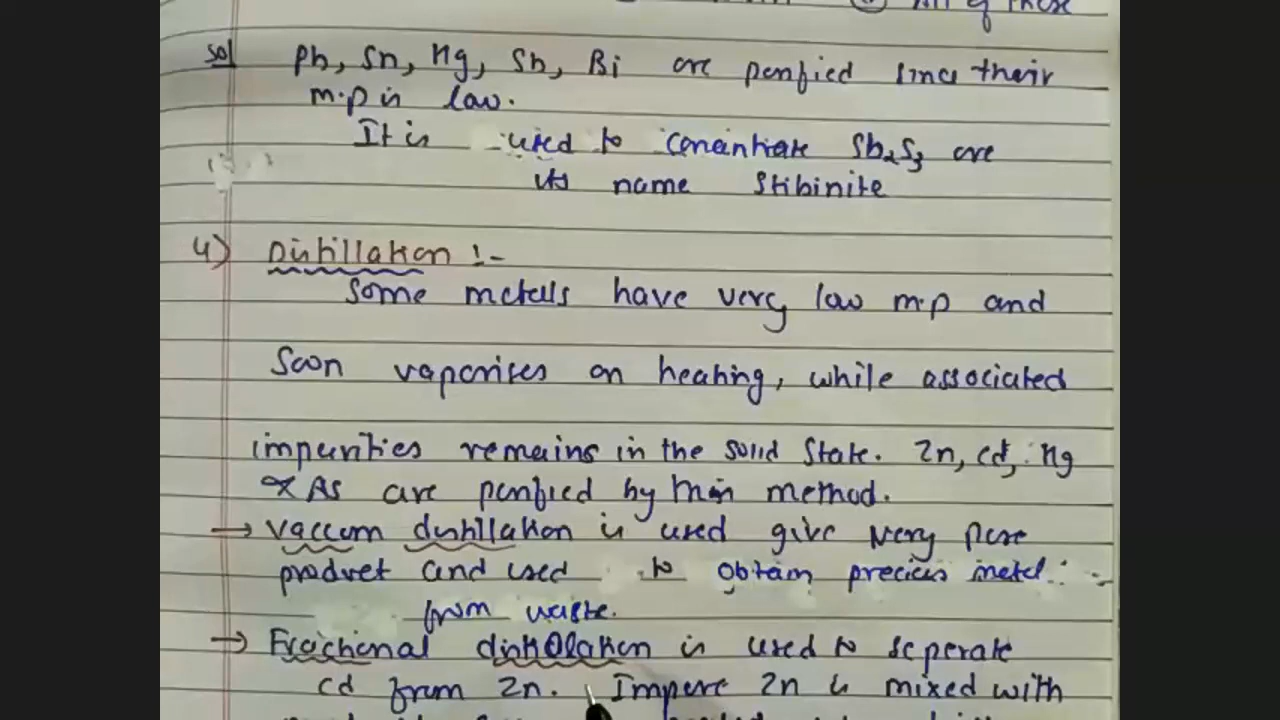 All of these
Sol Pb, Sn, Hg, Sb, Bi are purified since their
m.p is low.
It is used to concentrate Sb2S3 ore
its name Stibinite
4) Distillation :-
Some metals have very low m.p and
Soon vaporises on heating, while associated
impurities remains in the solid State. Zn, Cd, Hg
& As are purified by this method.
→ Vaccum distillation is used give very pure
product and used to obtain precious metal
from waste.
→ Fractional distillation is used to seperate
Cd from Zn. Impure Zn is mixed with